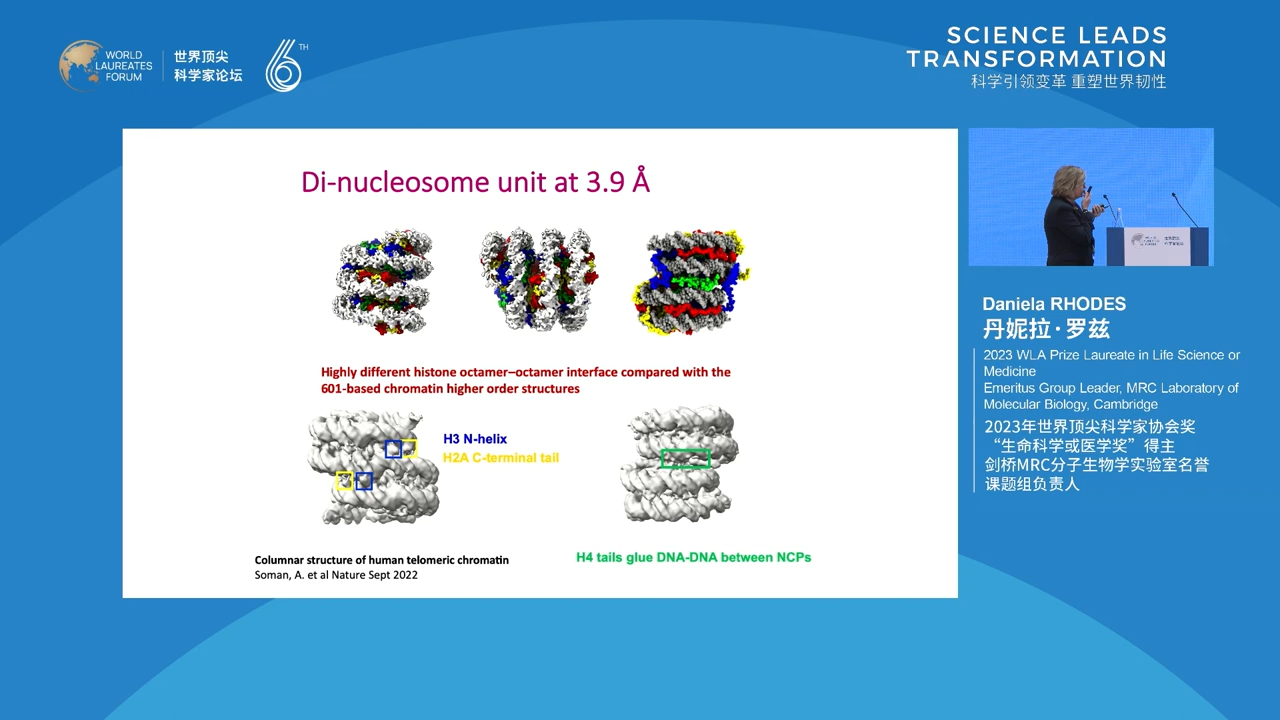 WORLD
LAUREATES
FORUM
世界顶尖
科学家论坛
6TH
SCIENCE LEADS
TRANSFORMATION
科学引领变革 重塑世界韧性
Di-nucleosome unit at 3.9 Å
Highly different histone octamer–octamer interface compared with the
601-based chromatin higher order structures
H3 N-helix
H2A C-terminal tail
Columnar structure of human telomeric chromatin
Soman, A. et al Nature Sept 2022
H4 tails glue DNA-DNA between NCPs
Daniela RHODES
丹妮拉·罗兹
2023 WLA Prize Laureate in Life Science or
Medicine
Emeritus Group Leader, MRC Laboratory of
Molecular Biology, Cambridge
2023年世界顶尖科学家协会奖
“生命科学或医学奖”得主
剑桥MRC分子生物学实验室名誉
课题组负责人